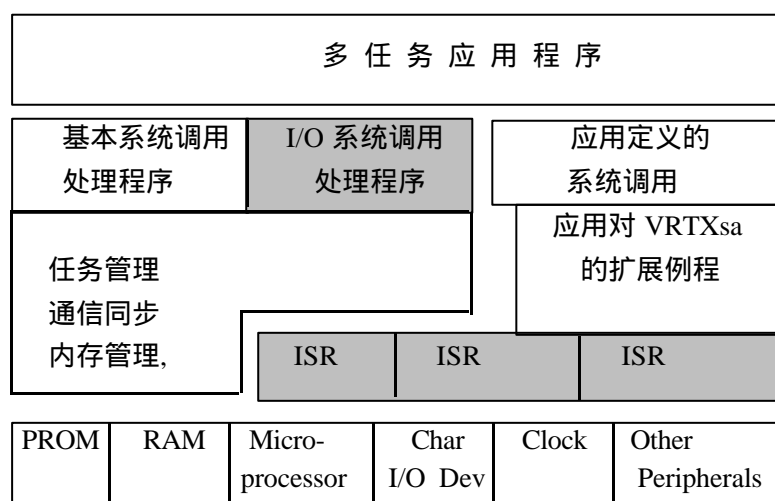 多 任 务 应 用 程 序
基本系统调用 I/O 系统调用 应用定义的
处理程序 处理程序 系统调用
应用对 VRTXsa
任务管理 的扩展例程
通信同步
内存管理, ISR ISR ISR
PROM RAM Micro- Char Clock Other
processor I/O Dev Peripherals